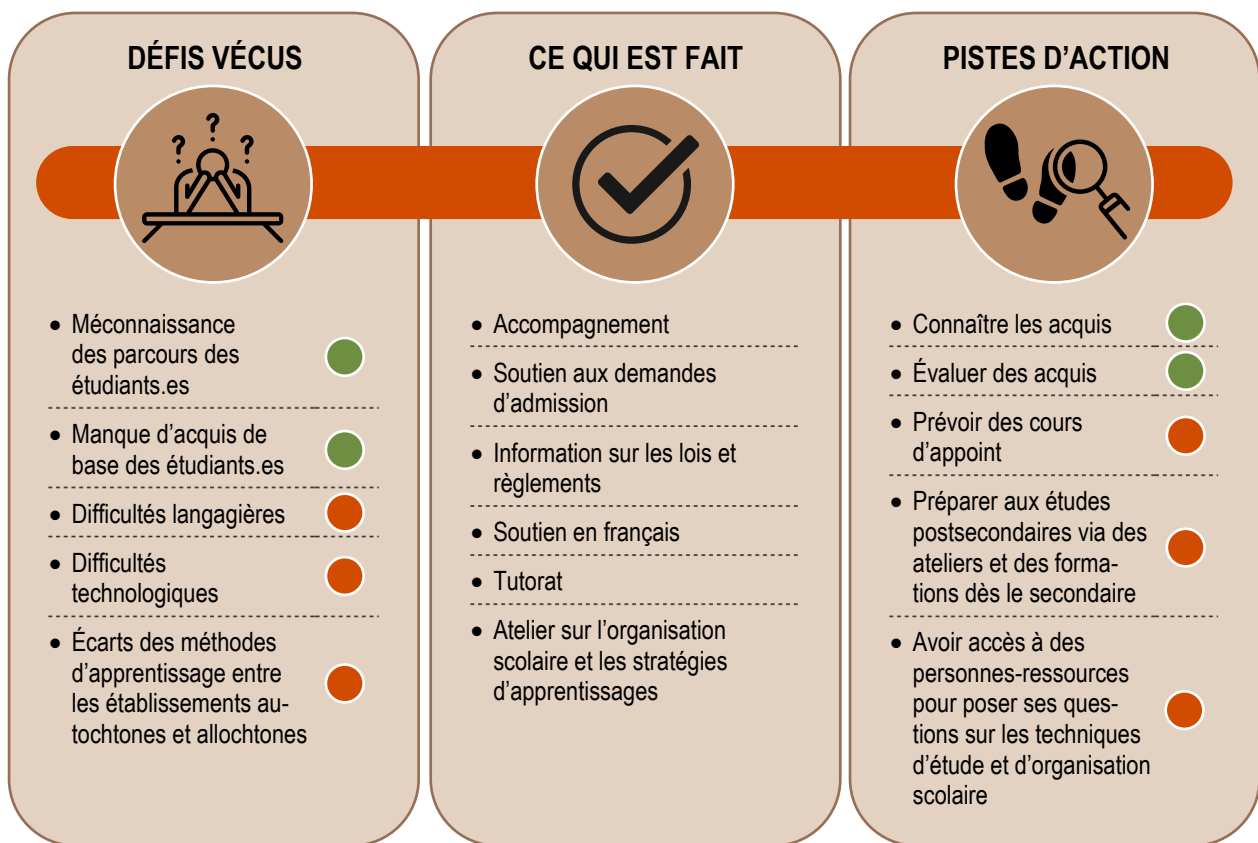 DÉFIS VÉCUS
? ? ?
• Méconnaissance
des parcours des
étudiants.es
• Manque d’acquis de
base des étudiants.es
• Difficultés langagières
• Difficultés
technologiques
• Écarts des méthodes
d’apprentissage entre
les établissements au-
tochtones et allochtones
CE QUI EST FAIT
• Accompagnement
• Soutien aux demandes
d’admission
• Information sur les lois et
règlements
• Soutien en français
• Tutorat
• Atelier sur l’organisation
scolaire et les stratégies
d’apprentissages
PISTES D’ACTION
• Connaître les acquis
• Évaluer des acquis
• Prévoir des cours
d’appoint
• Préparer aux études
postsecondaires via des
ateliers et des forma-
tions dès le secondaire
• Avoir accès à des
personnes-ressources
pour poser ses ques-
tions sur les techniques
d’étude et d’organisation
scolaire